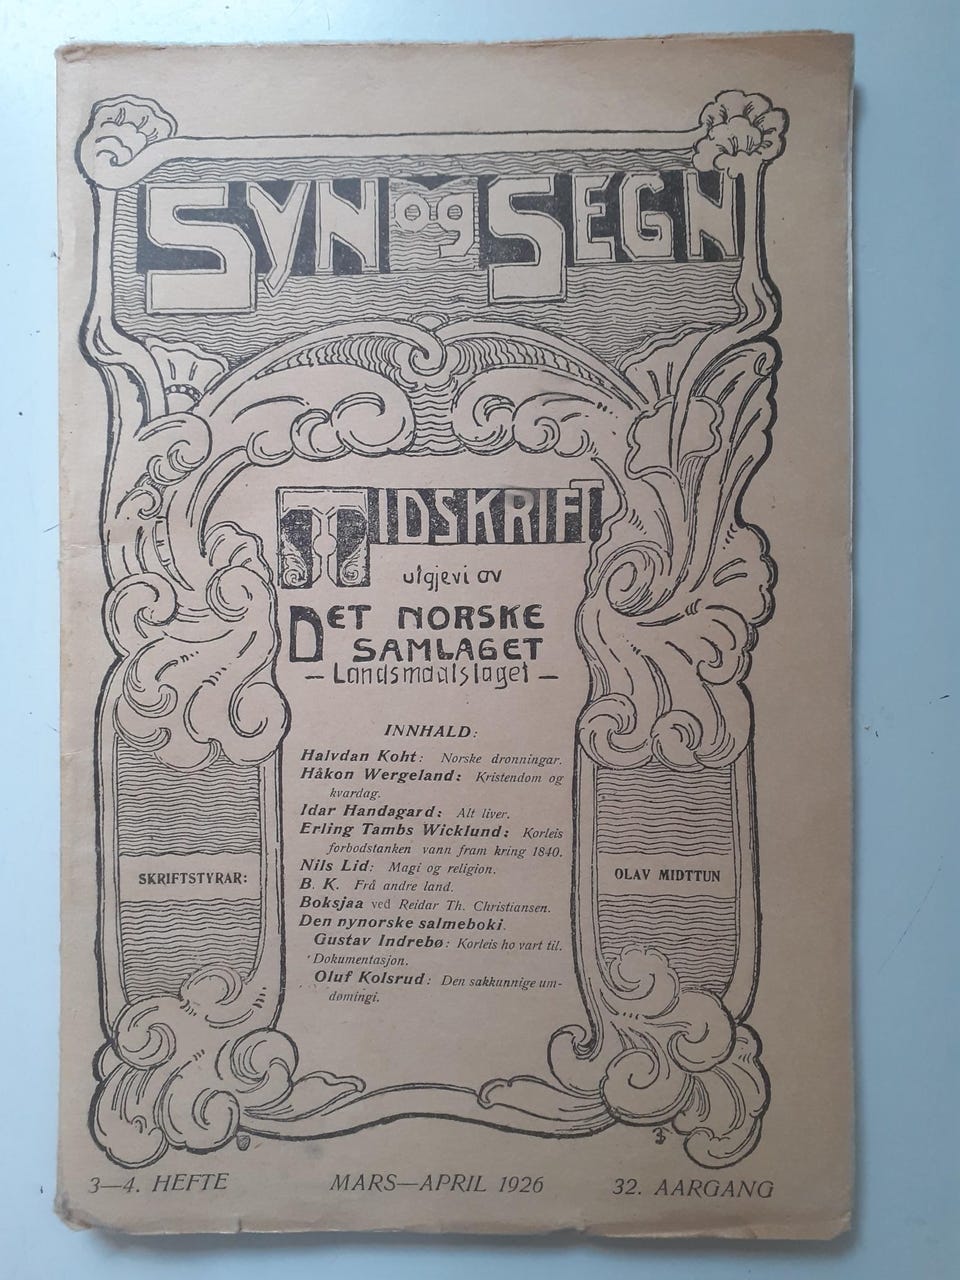 SYN OG SEGN
TIDSKRIFT
utgjevi av
DET NORSKE
SAMLAGET
— Landsmaalslaget —
INNHALD:
Halvdan Koht: Norske dronningar.
Håkon Wergeland: Kristendom og
kvardag.
Idar Handagard: Alt liver.
Erling Tambs Wicklund: Korleis
forbodstanken vann fram kring 1840.
Nils Lid: Magi og religion.
B. K. Frå andre land.
Boksjaa ved Reidar Th. Christiansen.
Den nynorske salmeboki.
Gustav Indrebø: Korleis ho vart til.
Dokumentasjon.
Oluf Kolsrud: Den sakkunnige um-
dømingi.
SKRIFTSTYRAR:
OLAV MIDTTUN
3—4. HEFTE
MARS—APRIL 1926
32. AARGANG